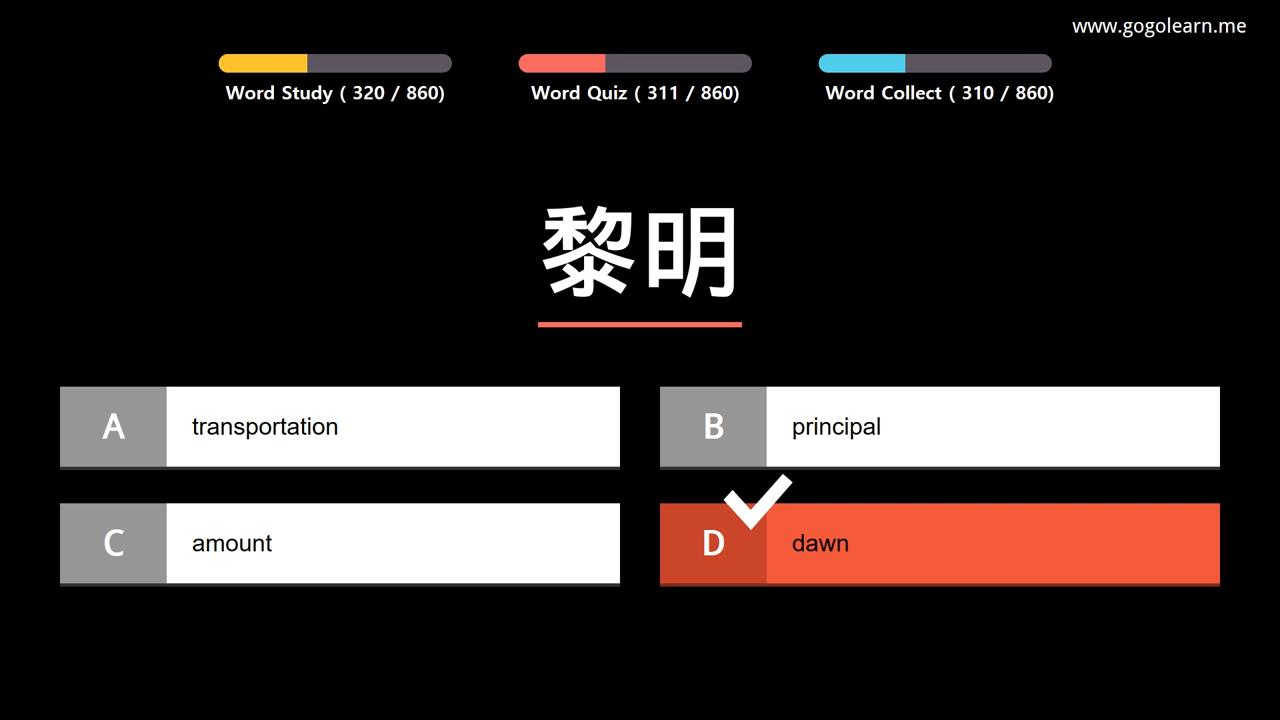 www.gogolearn.me
Word Study ( 320 / 860)
Word Quiz ( 311 / 860)
Word Collect ( 310 / 860)
黎明
A transportation
B principal
C amount
D dawn